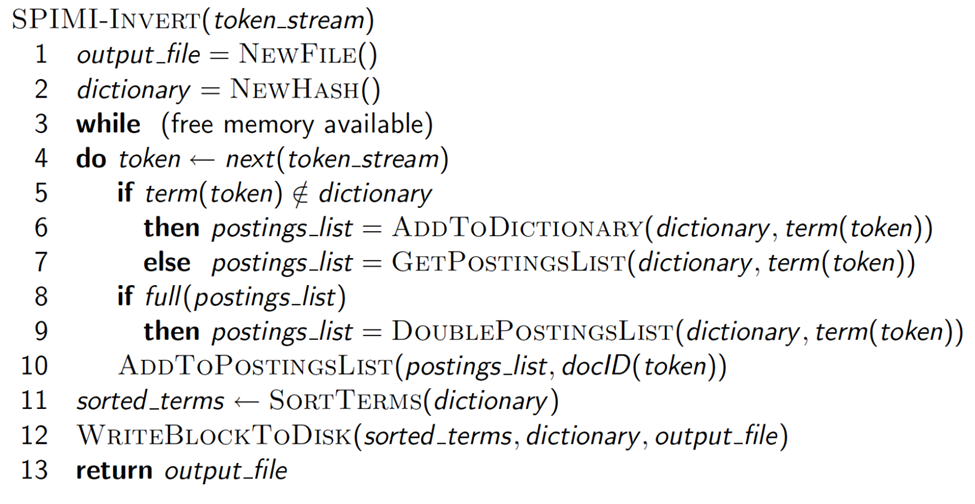 SPIMI-INVERT(token_stream)
1 output_file = NEWFILE()
2 dictionary = NEWHASH()
3 while (free memory available)
4 do token ← next(token_stream)
5 if term(token) ∉ dictionary
6 then postings_list = ADDTODICTIONARY(dictionary, term(token))
7 else postings_list = GETPOSTINGSLIST(dictionary, term(token))
8 if full(postings_list)
9 then postings_list = DOUBLEPOSTINGSLIST(dictionary, term(token))
10 ADDTOPOSTINGSLIST(postings_list, docID(token))
11 sorted_terms ← SORTTERMS(dictionary)
12 WRITEBLOCKTODISK(sorted_terms, dictionary, output_file)
13 return output_file